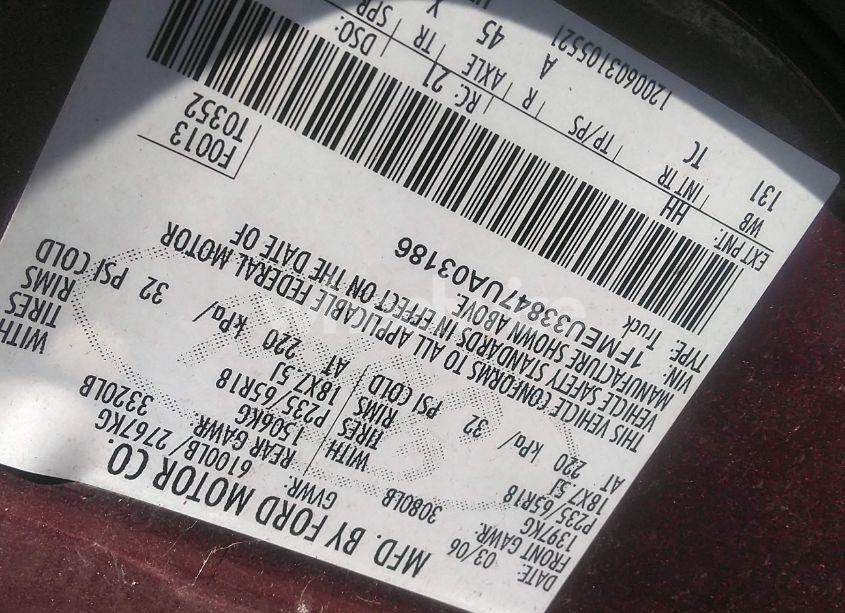 MFD. BY FORD MOTOR CO.
DATE: 03/06 GVWR: 6100LB/ 2767KG
FRONT GAWR: 3080LB REAR GAWR: 3320LB
1397KG WITH 1506KG WITH
P235/65R18 TIRES P235/65R18 TIRES
18X7.5J RIMS 18X7.5J RIMS
AT 220 kPa/ 32 PSI COLD AT 220 kPa/ 32 PSI COLD
THIS VEHICLE CONFORMS TO ALL APPLICABLE FEDERAL MOTOR
VEHICLE SAFETY STANDARDS IN EFFECT ON THE DATE OF
MANUFACTURE SHOWN ABOVE
VIN: 1FMEU33847UA03186
TYPE: Truck
F0013
T0352
EXT PNT: HH RC: 21 DSO:
WB INT TR TP/PS R AXLE TR SPR
131 TC A 45 Y
1200603105521